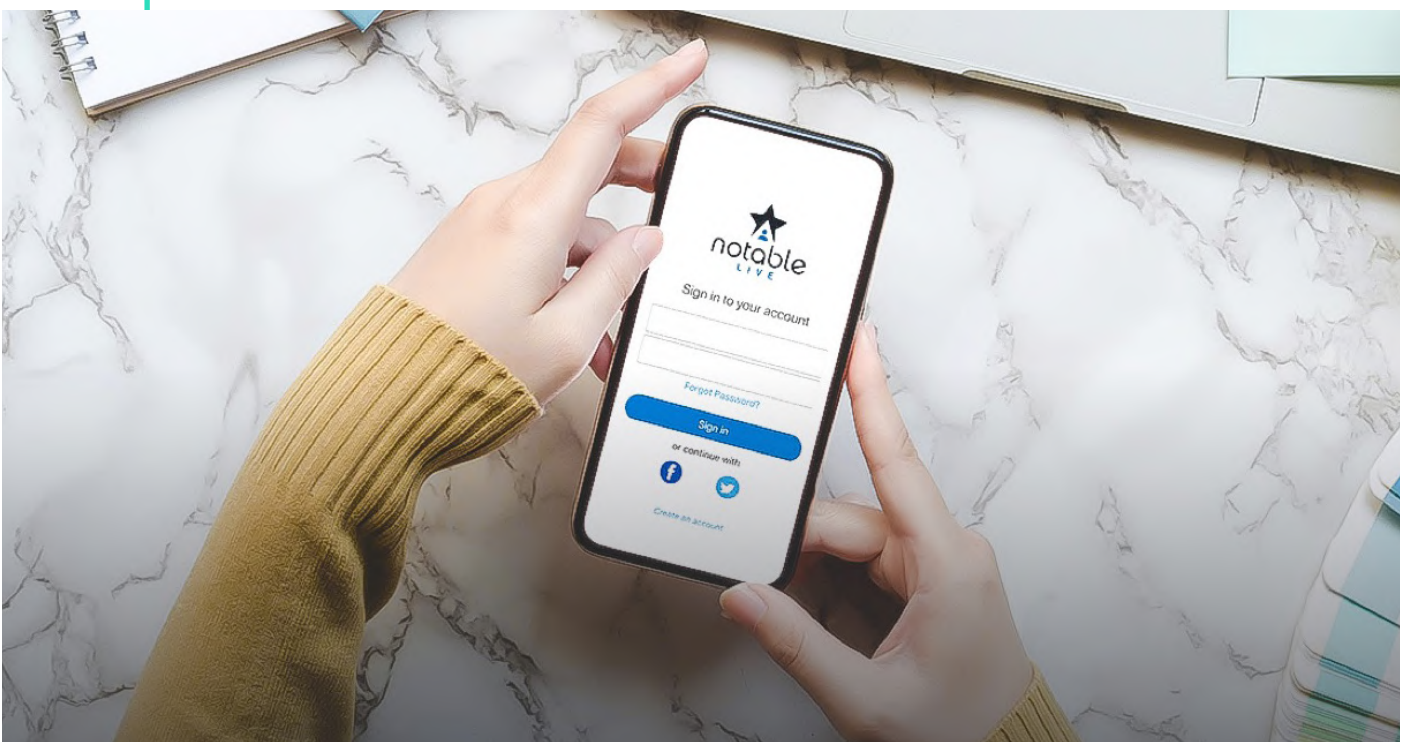 notable
LIVE
Sign in to your account
Forgot Password?
Sign in
or continue with
f
Create an account